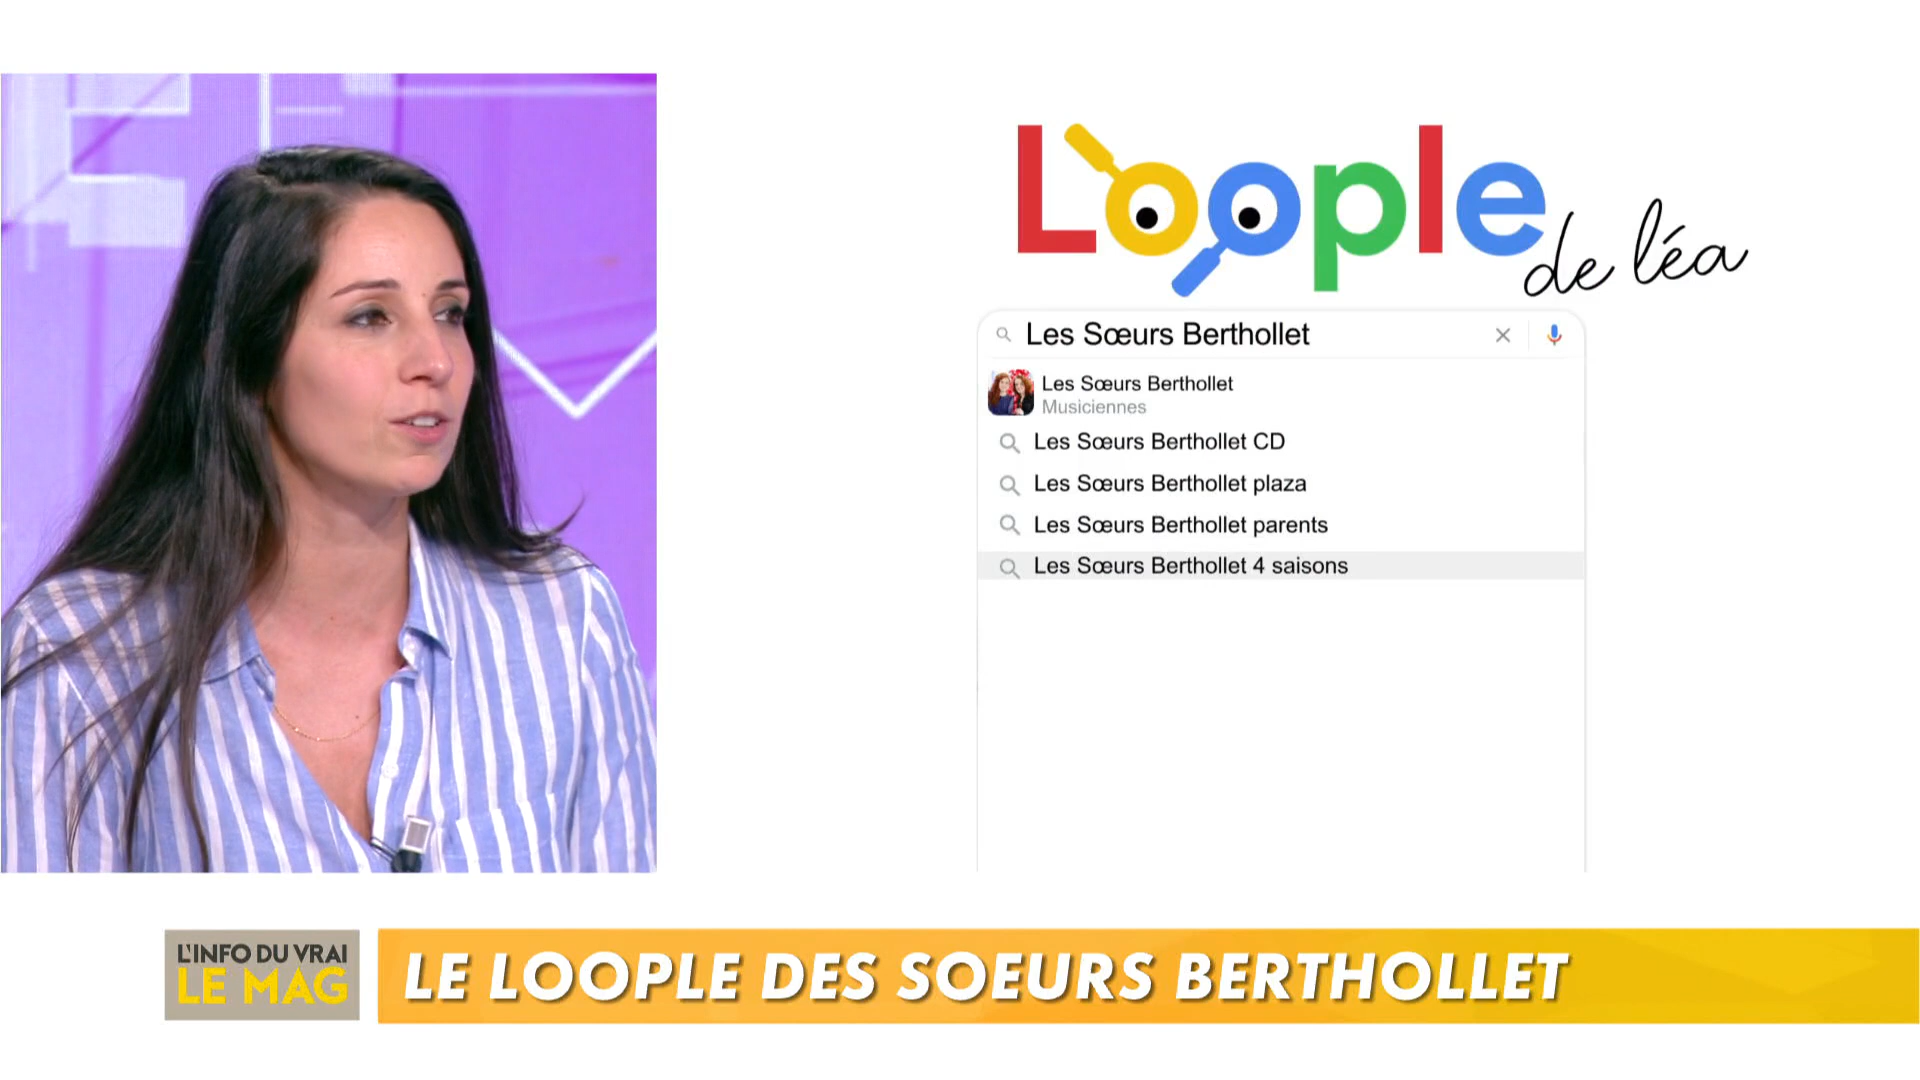 Loople
de léa
Les Sœurs Berthollet
Les Sœurs Berthollet
Musiciennes
Les Sœurs Berthollet CD
Les Sœurs Berthollet plaza
Les Sœurs Berthollet parents
Les Sœurs Berthollet 4 saisons
L'INFO DU VRAI
LE MAG
LE LOOPLE DES SOEURS BERTHOLLET